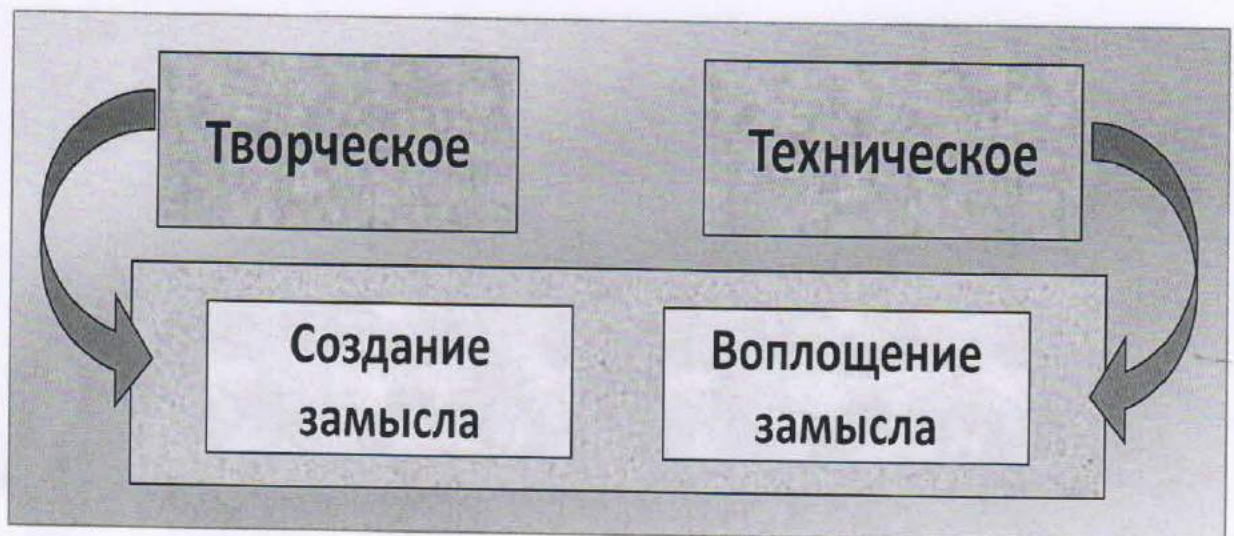 Творческое
Техническое
Создание
замысла
Воплощение
замысла